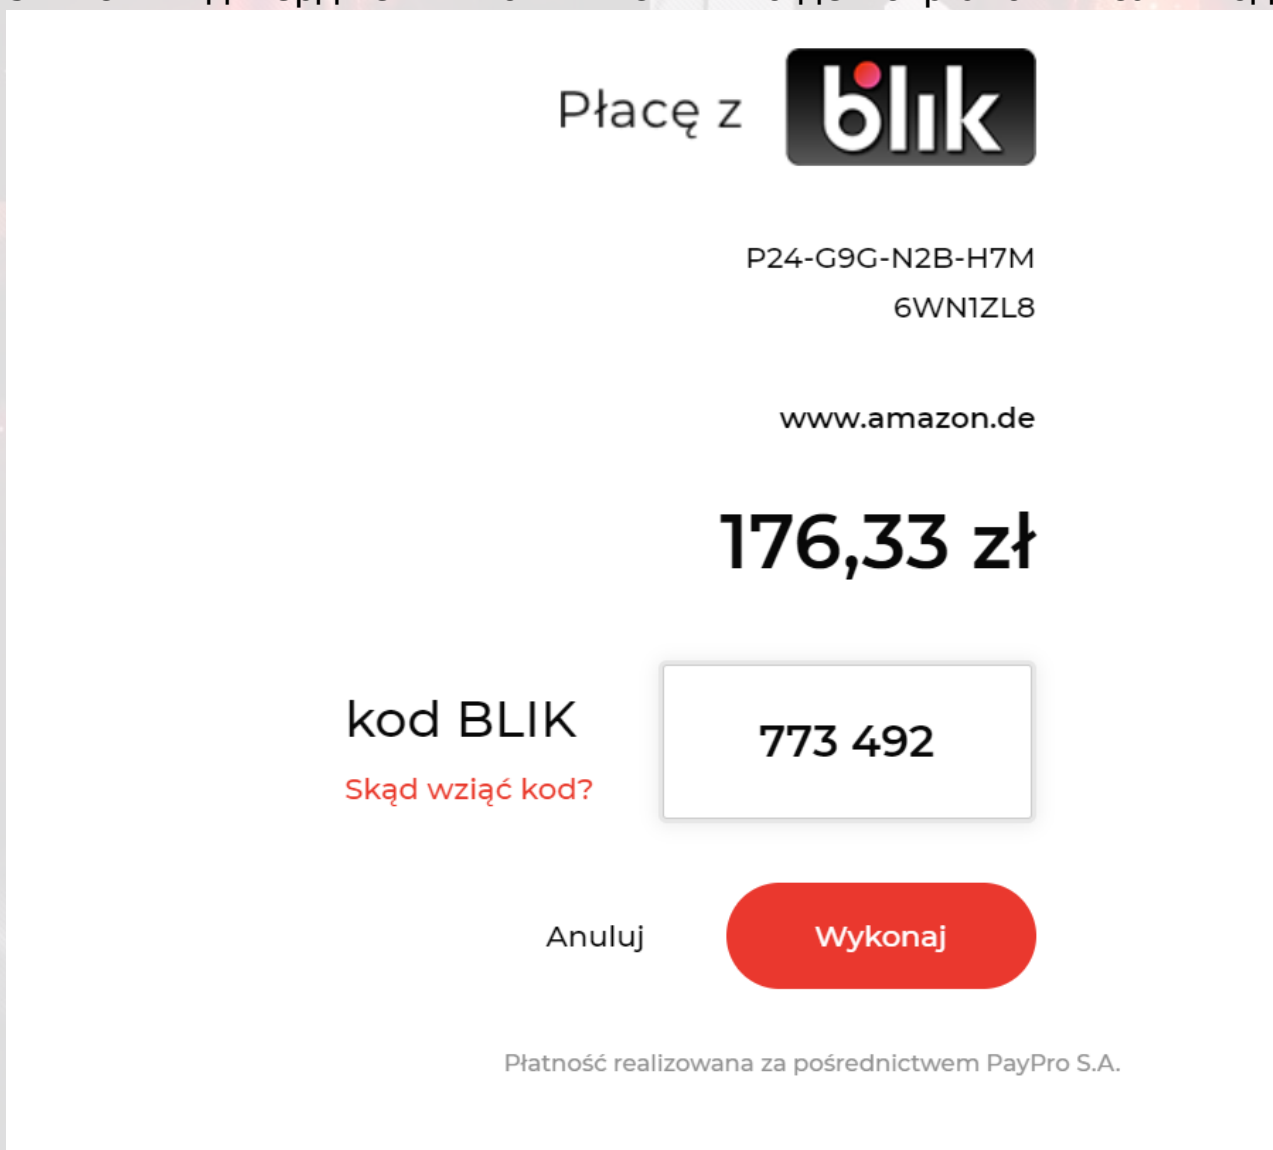 Płacę z blik
P24-G9G-N2B-H7M
6WN1ZL8
www.amazon.de
176,33 zł
kod BLIK
773 492
Skąd wziąć kod?
Anuluj
Wykonaj
Płatność realizowana za pośrednictwem PayPro S.A.